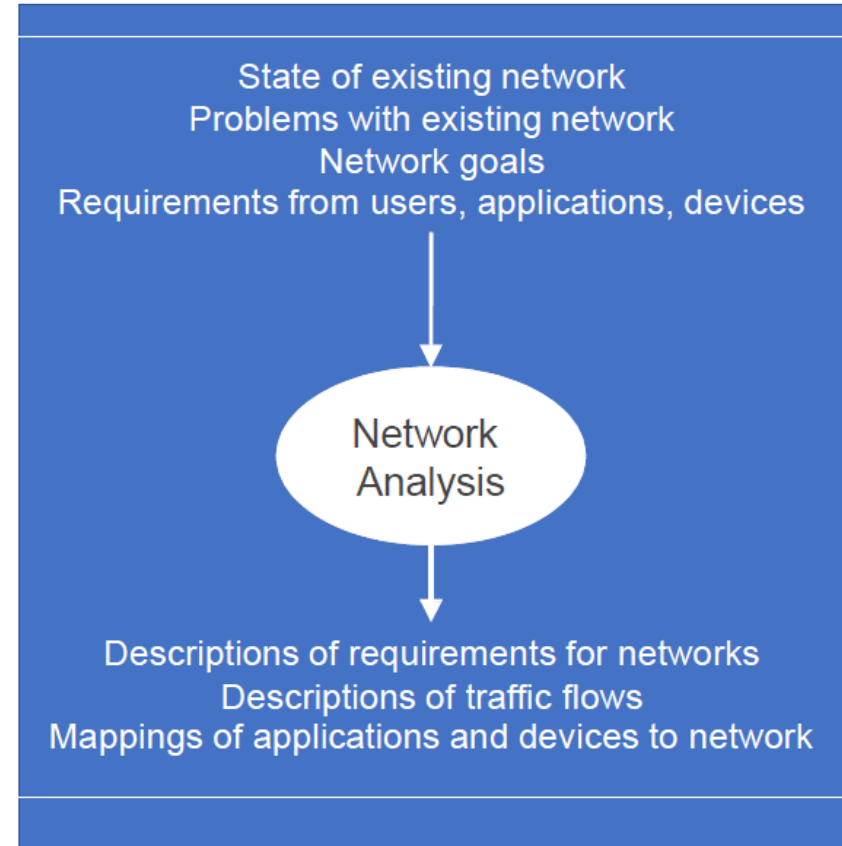 State of existing network
Problems with existing network
Network goals
Requirements from users, applications, devices
Network
Analysis
Descriptions of requirements for networks
Descriptions of traffic flows
Mappings of applications and devices to network